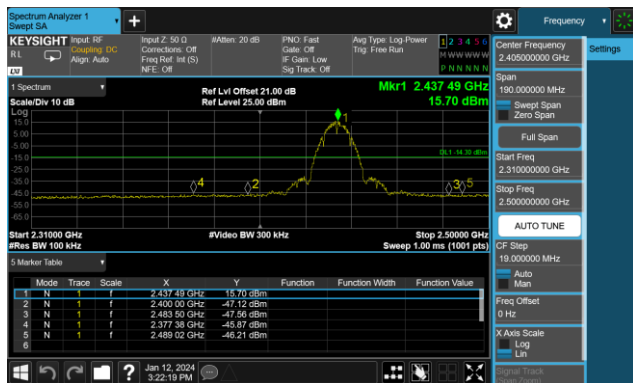 Spectrum Analyzer 1
Swept SA
Frequency
KEYSIGHT
RL
Input: RF
Coupling: DC
Align: Auto
Input Z: 50 Ω
Corrections: Off
Freq Ref: Int (S)
NFE: Off
#Atten: 20 dB
PNO: Fast
Gate: Off
IF Gain: Low
Sig Track: Off
Avg Type: Log-Power
Trig: Free Run
1 2 3 4 5 6
M W W W W W
P N N N N N
LXI
Center Frequency
2.405000000 GHz
Settings
Span
190.000000 MHz
Swept Span
Zero Span
Full Span
Start Freq
2.310000000 GHz
Stop Freq
2.500000000 GHz
AUTO TUNE
CF Step
19.000000 MHz
Auto
Man
Freq Offset
0 Hz
X Axis Scale
Log
Lin
Signal Track
(Span Zoom)
1 Spectrum
Scale/Div 10 dB
Ref Lvl Offset 21.00 dB
Ref Level 25.00 dBm
Mkr1 2.437 49 GHz
15.70 dBm
Log
15.0
5.00
-5.00
-15.0
-25.0
-35.0
-45.0
-55.0
-65.0
DL1 -14.30 dBm
1
4
2
3
5
Start 2.31000 GHz
#Res BW 100 kHz
#Video BW 300 kHz
Stop 2.50000 GHz
Sweep 1.00 ms (1001 pts)
5 Marker Table
Mode Trace Scale X Y Function Function Width Function Value
1 N 1 f 2.437 49 GHz 15.70 dBm
2 N 1 f 2.400 00 GHz -47.12 dBm
3 N 1 f 2.483 50 GHz -47.56 dBm
4 N 1 f 2.377 38 GHz -45.87 dBm
5 N 1 f 2.489 02 GHz -46.21 dBm
6
?
Jan 12, 2024
3:22:19 PM